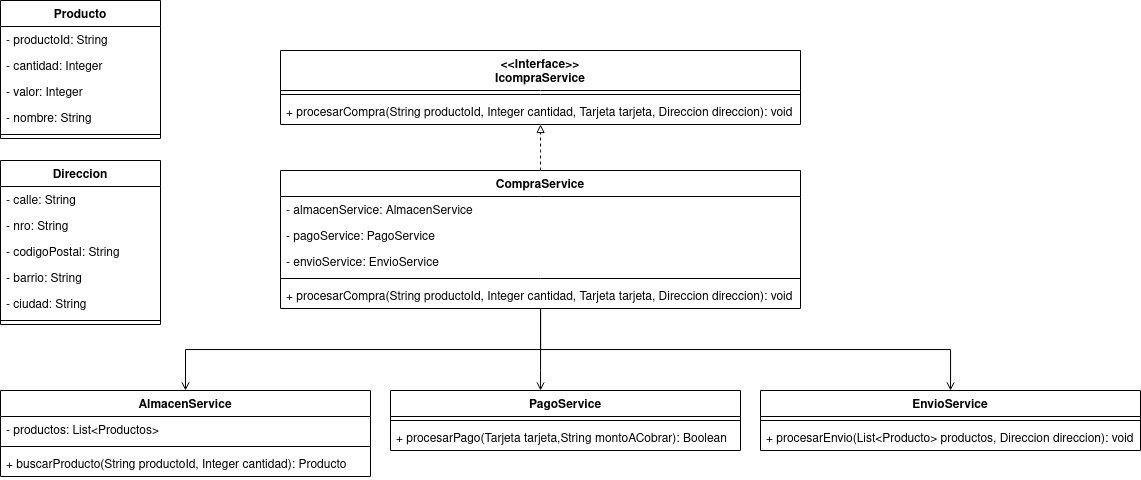 Producto
- productoId: String
- cantidad: Integer
- valor: Integer
- nombre: String
<<Interface>>
IcompraService
+ procesarCompra(String productoId, Integer cantidad, Tarjeta tarjeta, Direccion direccion): void
Direccion
- calle: String
- nro: String
- codigoPostal: String
- barrio: String
- ciudad: String
CompraService
- almacenService: AlmacenService
- pagoService: PagoService
- envioService: EnvioService
+ procesarCompra(String productoId, Integer cantidad, Tarjeta tarjeta, Direccion direccion): void
AlmacenService
- productos: List<Productos>
+ buscarProducto(String productoId, Integer cantidad): Producto
PagoService
+ procesarPago(Tarjeta tarjeta,String montoACobrar): Boolean
EnvioService
+ procesarEnvio(List<Producto> productos, Direccion direccion): void